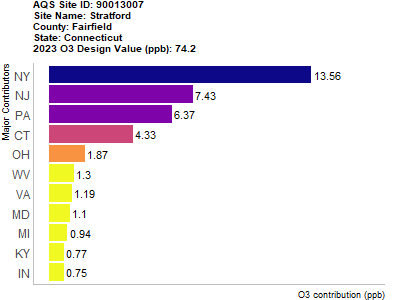 AQS Site ID: 90013007
Site Name: Stratford
County: Fairfield
State: Connecticut
2023 O3 Design Value (ppb): 74.2
Major Contributors
NY 13.56
NJ 7.43
PA 6.37
CT 4.33
OH 1.87
WV 1.3
VA 1.19
MD 1.1
MI 0.94
KY 0.77
IN 0.75
O3 contribution (ppb)